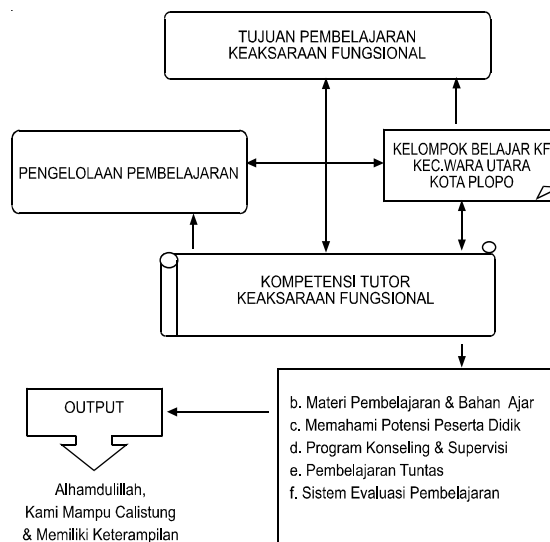 TUJUAN PEMBELAJARAN
KEAKSARAAN FUNGSIONAL
PENGELOLAAN PEMBELAJARAN
KELOMPOK BELAJAR KF
KEC.WARA UTARA
KOTA PLOPO
KOMPETENSI TUTOR
KEAKSARAAN FUNGSIONAL
OUTPUT
b. Materi Pembelajaran & Bahan Ajar
c. Memahami Potensi Peserta Didik
d. Program Konseling & Supervisi
e. Pembelajaran Tuntas
f. Sistem Evaluasi Pembelajaran
Alhamdulillah,
Kami Mampu Calistung
& Memiliki Keterampilan